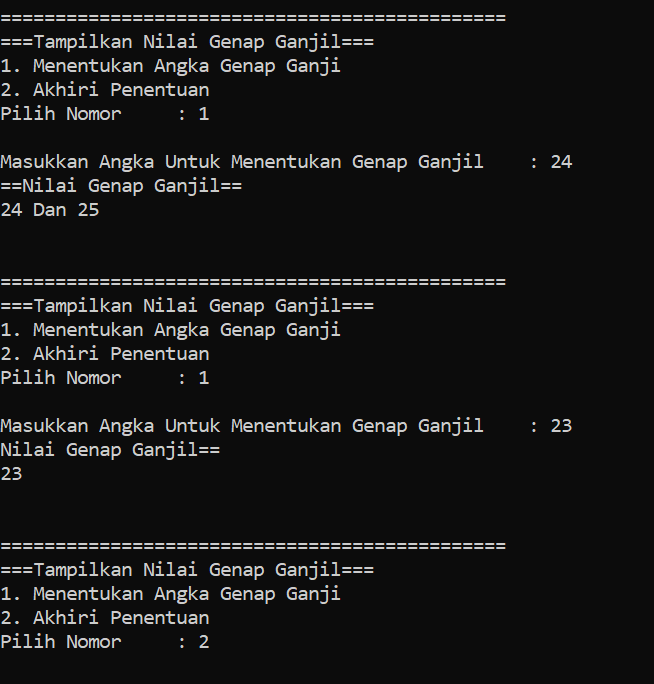 ==============================================
===Tampilkan Nilai Genap Ganjil===
1. Menentukan Angka Genap Ganji
2. Akhiri Penentuan
Pilih Nomor     : 1
Masukkan Angka Untuk Menentukan Genap Ganjil    : 24
==Nilai Genap Ganjil==
24 Dan 25
==============================================
===Tampilkan Nilai Genap Ganjil===
1. Menentukan Angka Genap Ganji
2. Akhiri Penentuan
Pilih Nomor     : 1
Masukkan Angka Untuk Menentukan Genap Ganjil    : 23
Nilai Genap Ganjil==
23
==============================================
===Tampilkan Nilai Genap Ganjil===
1. Menentukan Angka Genap Ganji
2. Akhiri Penentuan
Pilih Nomor     : 2